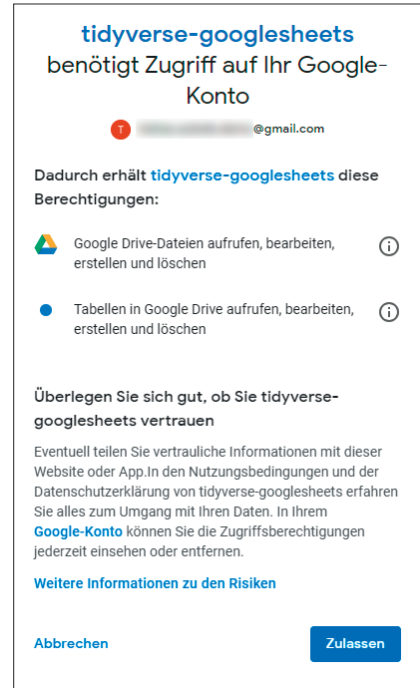 tidyverse-googlesheets
benötigt Zugriff auf Ihr Google-
Konto
T @gmail.com
Dadurch erhält tidyverse-googlesheets diese
Berechtigungen:
Google Drive-Dateien aufrufen, bearbeiten,
erstellen und löschen
Tabellen in Google Drive aufrufen, bearbeiten,
erstellen und löschen
Überlegen Sie sich gut, ob Sie tidyverse-
googlesheets vertrauen
Eventuell teilen Sie vertrauliche Informationen mit dieser
Website oder App.In den Nutzungsbedingungen und der
Datenschutzerklärung von tidyverse-googlesheets erfahren
Sie alles zum Umgang mit Ihren Daten. In Ihrem
Google-Konto können Sie die Zugriffsberechtigungen
jederzeit einsehen oder entfernen.
Weitere Informationen zu den Risiken
Abbrechen Zulassen